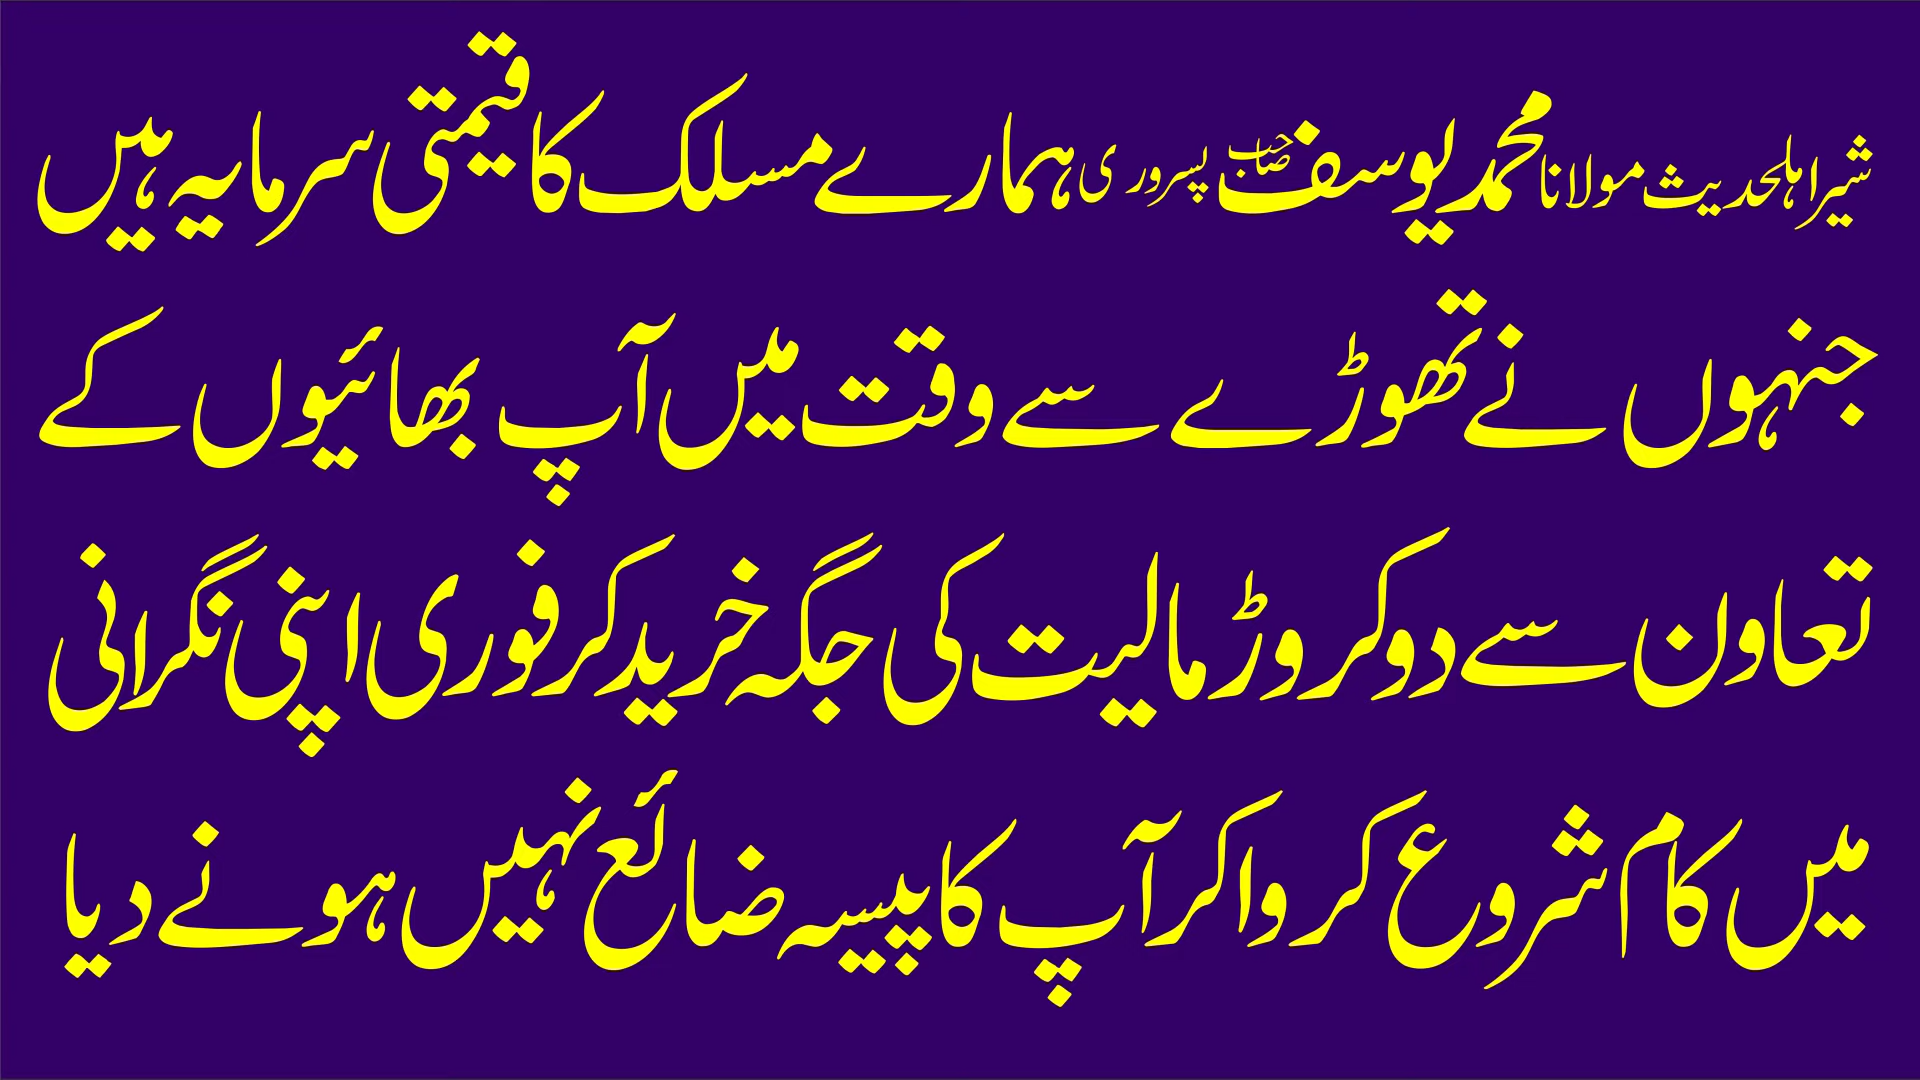 شیر اہلحدیث مولانا محمد یوسف صاحب پسروری ہمارے مسلک کا قیمتی سرمایہ ہیں
جنہوں نے تھوڑے سے وقت میں آپ بھائیوں کے
تعاون سے دو کروڑ مالیت کی جگہ خرید کر فوری اپنی نگرانی
میں کام شروع کروا کر آپ کا پیسہ ضائع نہیں ہونے دیا